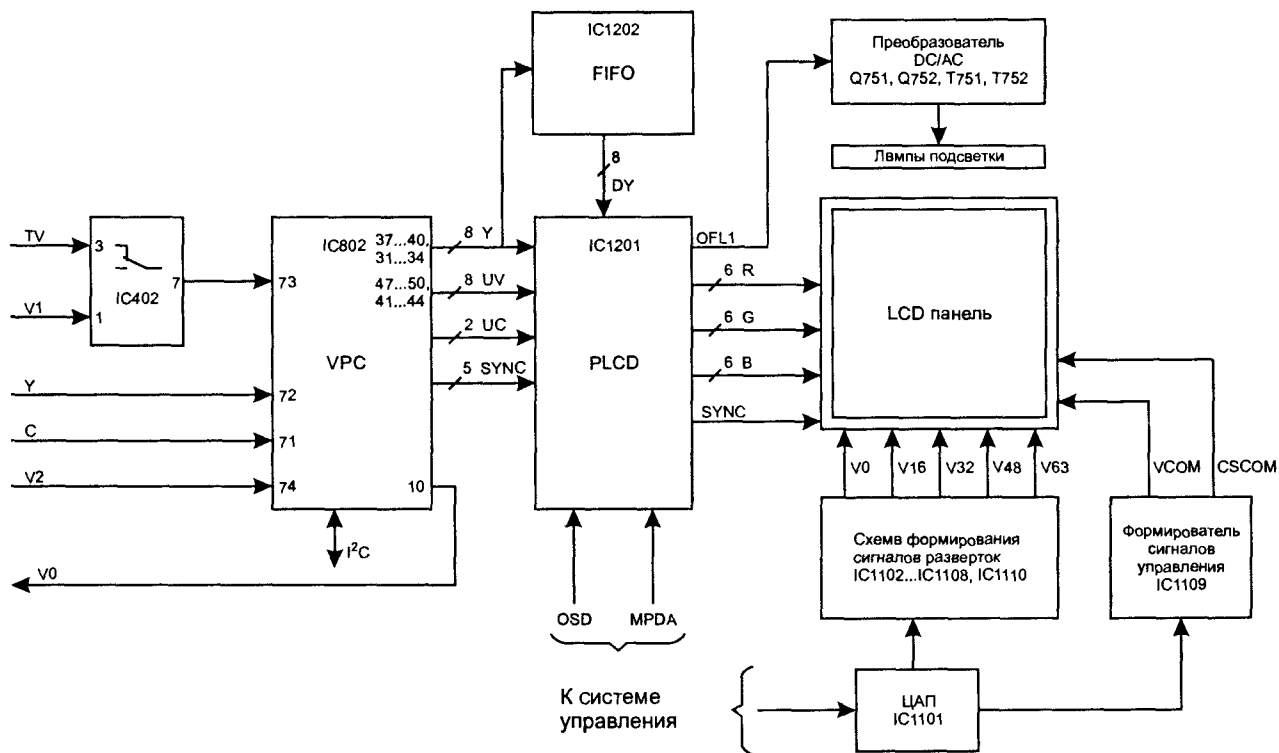 IC1202
FIFO
Преобразователь
DC/AC
Q751, Q752, T751, T752
Лвмпы подсветки
8
DY
TV
3
7
IC402
V1
1
IC802
37...40,
31...34
47...50,
41...44
VPC
73
72
71
74
10
Y
C
V2
V0
I²C
8 Y
8 UV
2 UC
5 SYNC
IC1201
PLCD
OFL1
6 R
6 G
6 B
SYNC
LCD панель
V0
V16
V32
V48
V63
VCOM
CSCOM
Схемв формирования
сигналов разверток
IC1102...IC1108, IC1110
Формирователь
сигналов
управления
IC1109
OSD
MPDA
К системе
управления
ЦАП
IC1101